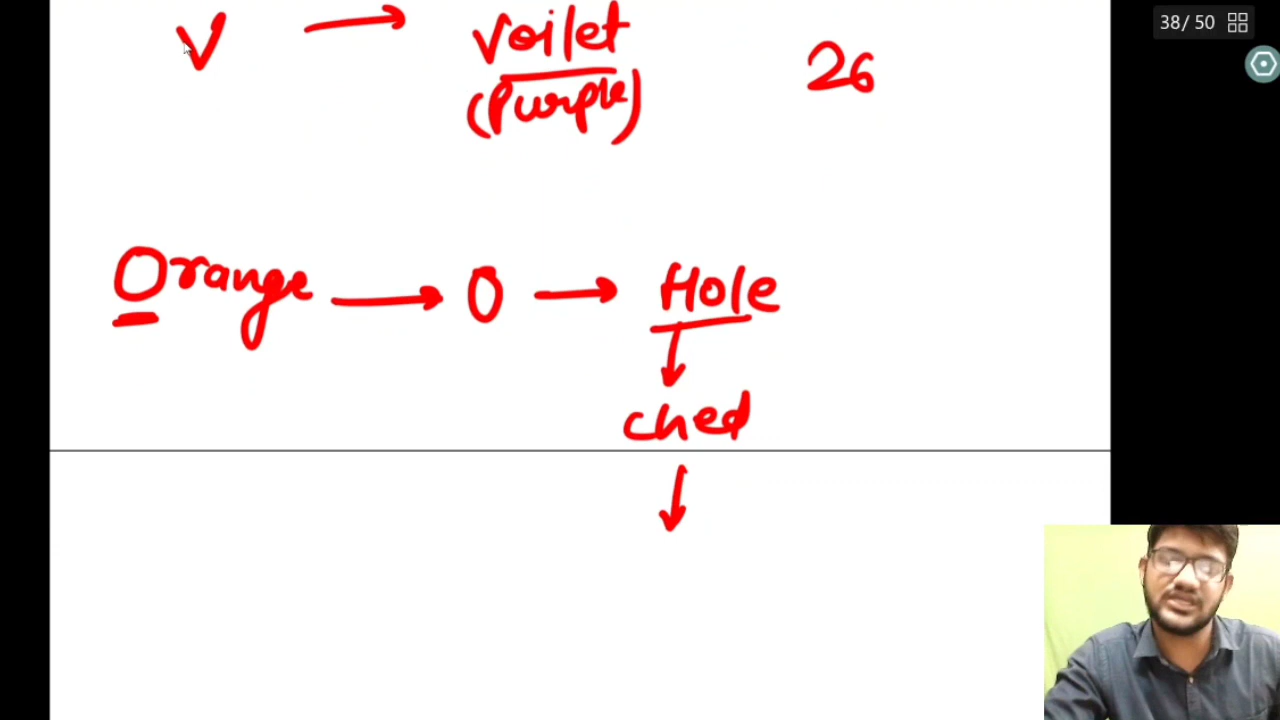 38/ 50
V → Voilet 26
(Purple)
Orange → O → Hole
↓
ched
↓